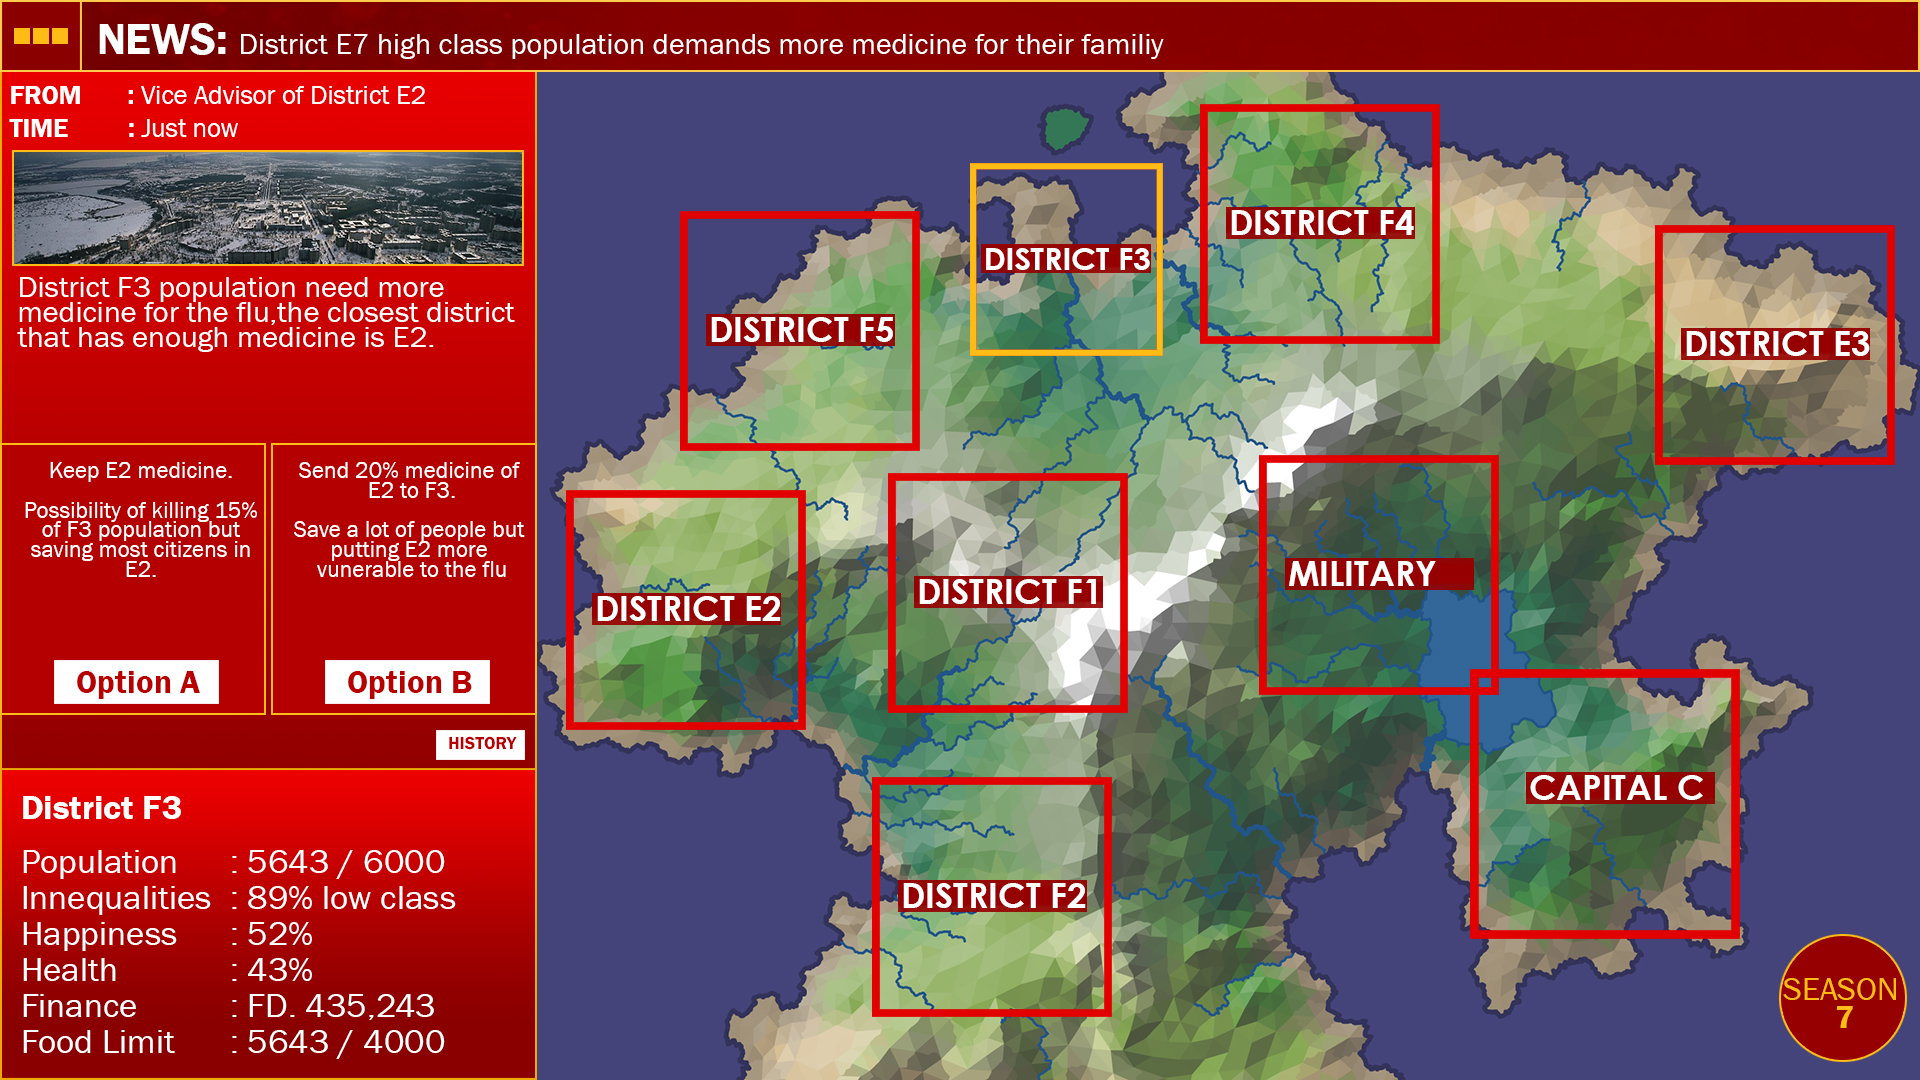 NEWS: District E7 high class population demands more medicine for their familiy
FROM : Vice Advisor of District E2
TIME : Just now
District F3 population need more
medicine for the flu,the closest district
that has enough medicine is E2.
Keep E2 medicine.
Possibility of killing 15%
of F3 population but
saving most citizens in
E2.
Option A
Send 20% medicine of
E2 to F3.
Save a lot of people but
putting E2 more
vunerable to the flu
Option B
HISTORY
District F3
Population : 5643 / 6000
Innequalities : 89% low class
Happiness : 52%
Health : 43%
Finance : FD. 435,243
Food Limit : 5643 / 4000
DISTRICT F4
DISTRICT F3
DISTRICT F5
DISTRICT E3
MILITARY
DISTRICT F1
DISTRICT E2
CAPITAL C
DISTRICT F2
SEASON
7